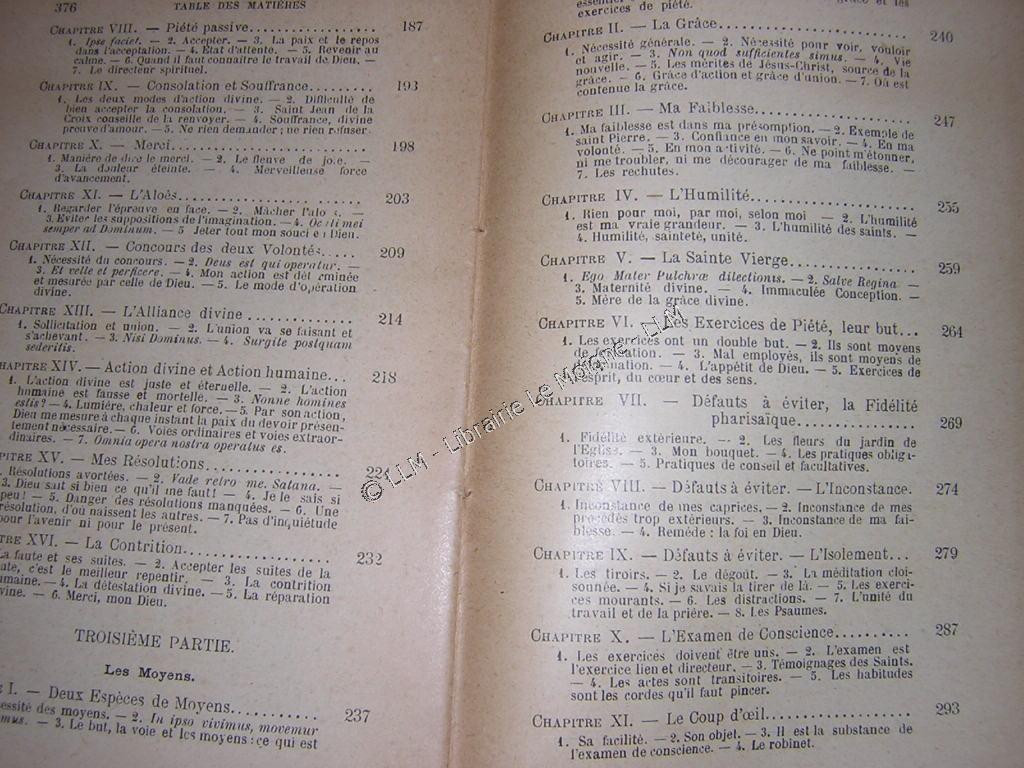 376 TABLE DES MATIÈRES
CHAPITRE VIII. — Piété passive.................. 187
1. Ipse faciet. — 2. Accepter. — 3. La paix et le repos
dans l'acceptation. — 4. État d'attente. — 5. Revenir au
calme. — 6. Quand il faut connaître le travail de Dieu. —
7. Le directeur spirituel.
CHAPITRE IX. — Consolation et Souffrance......... 193
1. Les deux modes d'action divine. — 2. Difficulté de
bien accepter la consolation. — 3. Saint Jean de la
Croix conseille de la renvoyer. — 4. Souffrance, divine
preuve d'amour. — 5. Ne rien demander; ne rien refuser.
CHAPITRE X. — Merci.......................... 198
1. Manière de dire le merci. — 2. Le fleuve de joie. —
3. La douleur éteinte. — 4. Merveilleuse force
d'avancement.
CHAPITRE XI. — L'Aloès........................ 203
1. Regarder l'épreuve en face. — 2. Mâcher l'alo s. —
3. Eviter les suppositions de l'imagination. — 4. Oc li mei
semper ad Dominum. — 5 Jeter tout mon souci en Dieu.
CHAPITRE XII. — Concours des deux Volontés..... 209
1. Nécessité du concours. — 2. Deus est qui operatur. —
3. Et velle et perficere. — 4. Mon action est dét rminée
et mesurée par celle de Dieu. — 5. Le mode d'opération
divine.
CHAPITRE XIII. — L'Alliance divine .............. 214
1. Sollicitation et union. — 2. L'union va se faisant et
s'achevant. — 3. Nisi Dominus. — 4. Surgite postquam
sederitis.
HAPITRE XIV. — Action divine et Action humaine... 218
1. L'action divine est juste et éternelle. — 2. L'action
humaine est fausse et mortelle. — 3. Nonne homines
estis? — 4. Lumière, chaleur et force. — 5. Par son action,
Dieu me mesure à chaque instant la paix du devoir présen-
tement nécessaire. — 6. Voies ordinaires et voies extraor-
dinaires. — 7. Omnia opera nostra operatus es.
PITRE XV. — Mes Résolutions.................. 224
Résolutions avortées. — 2. Vade retro me, Satana. —
3. Dieu sait si bien ce qu'il me faut! — 4. Je le sais si
peu! — 5. Danger des résolutions manquées. — 6. Une
résolution, d'où naissent les autres. — 7. Pas d'inquiétude
pour l'avenir ni pour le présent.
TRE XVI. — La Contrition..................... 232
La faute et ses suites. — 2. Accepter les suites de la
ute, c'est le meilleur repentir. — 3. La contrition
umaine. — 4. La détestation divine. — 5. La réparation
vine. — 6. Merci, mon Dieu.
TROISIÈME PARTIE.
Les Moyens.
E I. — Deux Espèces de Moyens............. 237
essité des moyens. — 2. In ipso vivimus, movemur
mus. — 3. Le but, la voie et les moyens: ce qui est
essentiel
exercices de piété.
CHAPITRE II. — La Grâce..................... 240
1. Nécessité générale. — 2. Nécessité pour voir, vouloir
et agir. — 3. Non quod sufficientes simus. — 4. Vie
nouvelle. — 5. Les mérites de Jésus-Christ, source de la
grâce. — 6. Grâce d'action et grâce d'union. — 7. Où est
contenue la grâce.
CHAPITRE III. — Ma Faiblesse................. 247
1. Ma faiblesse est dans ma présomption. — 2. Exemple de
saint Pierre. — 3. Confiance en mon savoir. — 4. En ma
volonté. — 5. En mon activité. — 6. Ne point m'étonner,
ni me troubler, ni me décourager de ma faiblesse. —
7. Les rechutes.
CHAPITRE IV. — L'Humilité.................... 255
1. Rien pour moi, par moi, selon moi — 2. L'humilité
est ma vraie grandeur. — 3. L'humilité des saints. —
4. Humilité, sainteté, unité.
CHAPITRE V. — La Sainte Vierge................ 259
1. Ego Mater Pulchræ dilectionis. — 2. Salve Regina —
3. Maternité divine. — 4. Immaculée Conception. —
5. Mère de la grâce divine.
CHAPITRE VI. — Les Exercices de Piété, leur but... 264
1. Les exercices ont un double but. — 2. Ils sont moyens
de formation. — 3. Mal employés, ils sont moyens de
déformation. — 4. L'appétit de Dieu. — 5. Exercices de
l'esprit, du cœur et des sens.
CHAPITRE VII. — Défauts à éviter, la Fidélité
pharisaïque..................... 269
1. Fidélité extérieure. — 2. Les fleurs du jardin de
l'Eglise. — 3. Mon bouquet. — 4. Les pratiques obliga-
toires. — 5. Pratiques de conseil et facultatives.
CHAPITRE VIII. — Défauts à éviter. — L'Inconstance. 274
1. Inconstance de mes caprices. — 2. Inconstance de mes
procédés trop extérieurs. — 3. Inconstance de ma fai-
blesse. — 4. Remède : la foi en Dieu.
CHAPITRE IX. — Défauts à éviter. — L'Isolement... 279
1. Les tiroirs. — 2. Le dégoût. — 3. La méditation cloi-
sonnée. — 4. Si je savais la tirer de là. — 5. Les exerci-
ces mourants. — 6. Les distractions. — 7. L'unité du
travail et de la prière. — 8. Les Psaumes.
CHAPITRE X. — L'Examen de Conscience.......... 287
1. Les exercices doivent être uns. — 2. L'examen est
l'exercice lien et directeur. — 3. Témoignages des Saints.
— 4. Les actes sont transitoires. — 5. Les habitudes
sont les cordes qu'il faut pincer.
CHAPITRE XI. — Le Coup d'œil.................. 293
1. Sa facilité. — 2. Son objet. — 3. Il est la substance de
l'examen de conscience. — 4. Le robinet.
© LLM - Librairie Le Moigne LLM